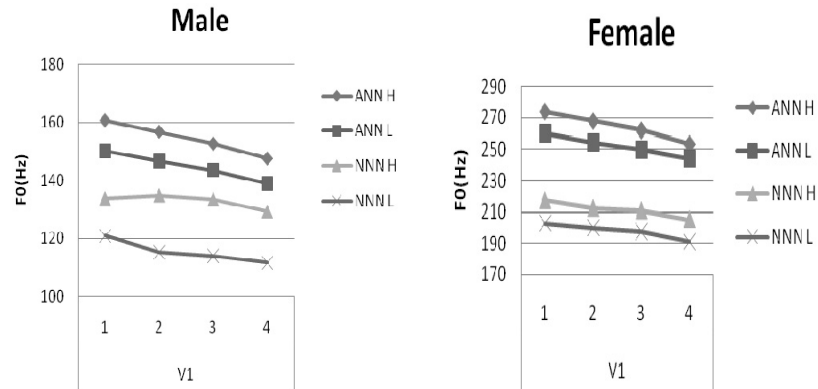 Male
180
160
140
120
100
F0(Hz)
1 2 3 4
V1
ANN H
ANN L
NNN H
NNN L
Female
290
270
250
230
210
190
170
F0(Hz)
1 2 3 4
V1
ANN H
ANN L
NNN H
NNN L